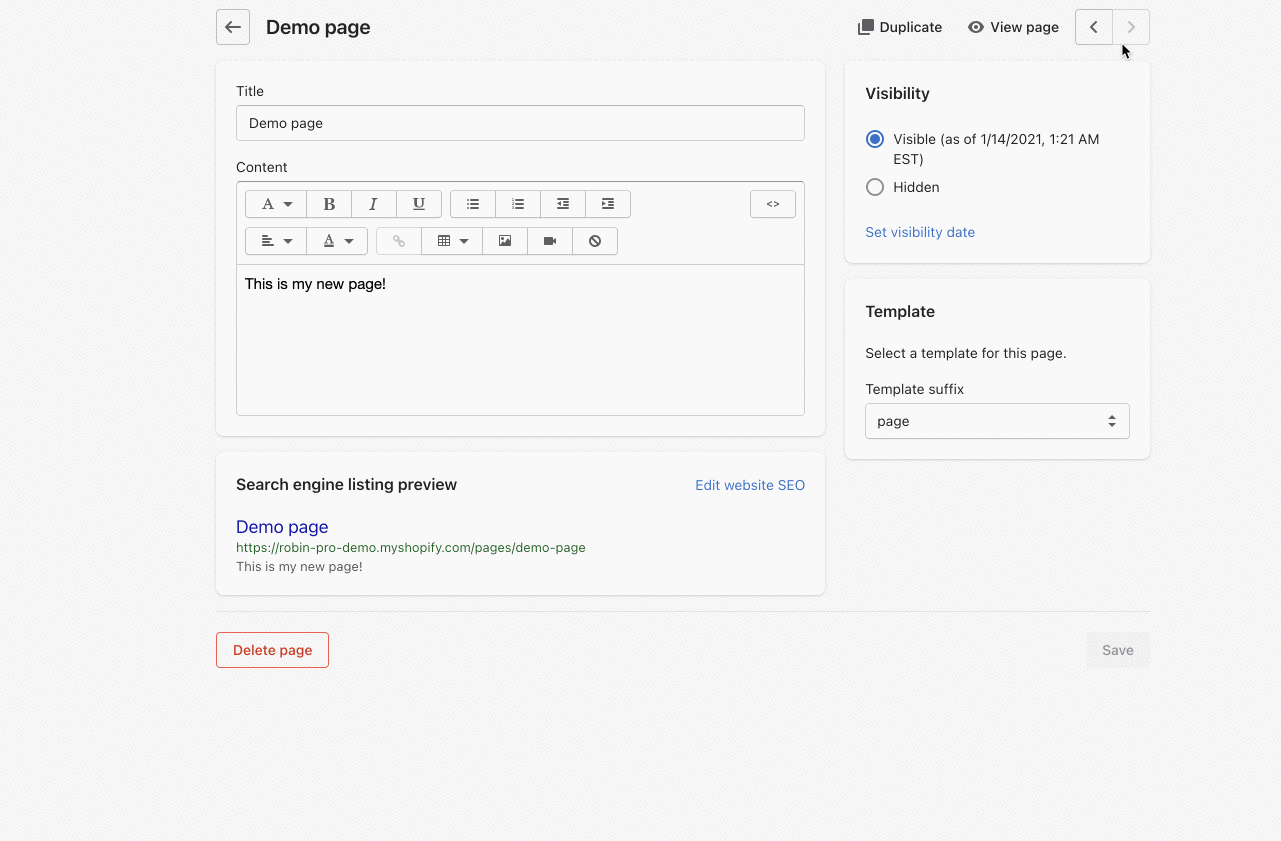 Demo page
Duplicate
View page
Title
Demo page
Content
A
B
I
U
<>
A
This is my new page!
Search engine listing preview
Edit website SEO
Demo page
https://robin-pro-demo.myshopify.com/pages/demo-page
This is my new page!
Visibility
Visible (as of 1/14/2021, 1:21 AM
EST)
Hidden
Set visibility date
Template
Select a template for this page.
Template suffix
page
Delete page
Save